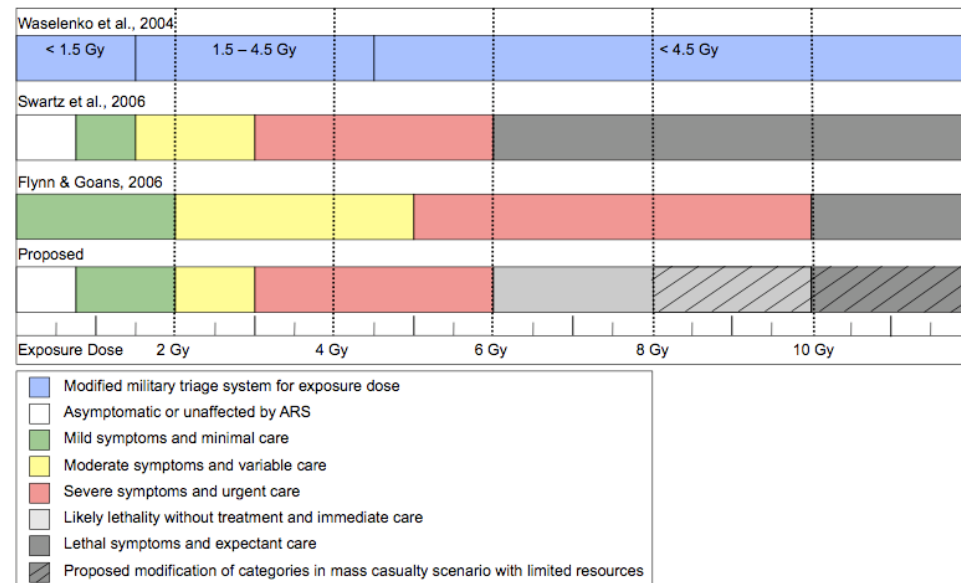 Waselenko et al., 2004
< 1.5 Gy 1.5 – 4.5 Gy < 4.5 Gy
Swartz et al., 2006
Flynn & Goans, 2006
Proposed
Exposure Dose 2 Gy 4 Gy 6 Gy 8 Gy 10 Gy
Modified military triage system for exposure dose
Asymptomatic or unaffected by ARS
Mild symptoms and minimal care
Moderate symptoms and variable care
Severe symptoms and urgent care
Likely lethality without treatment and immediate care
Lethal symptoms and expectant care
Proposed modification of categories in mass casualty scenario with limited resources